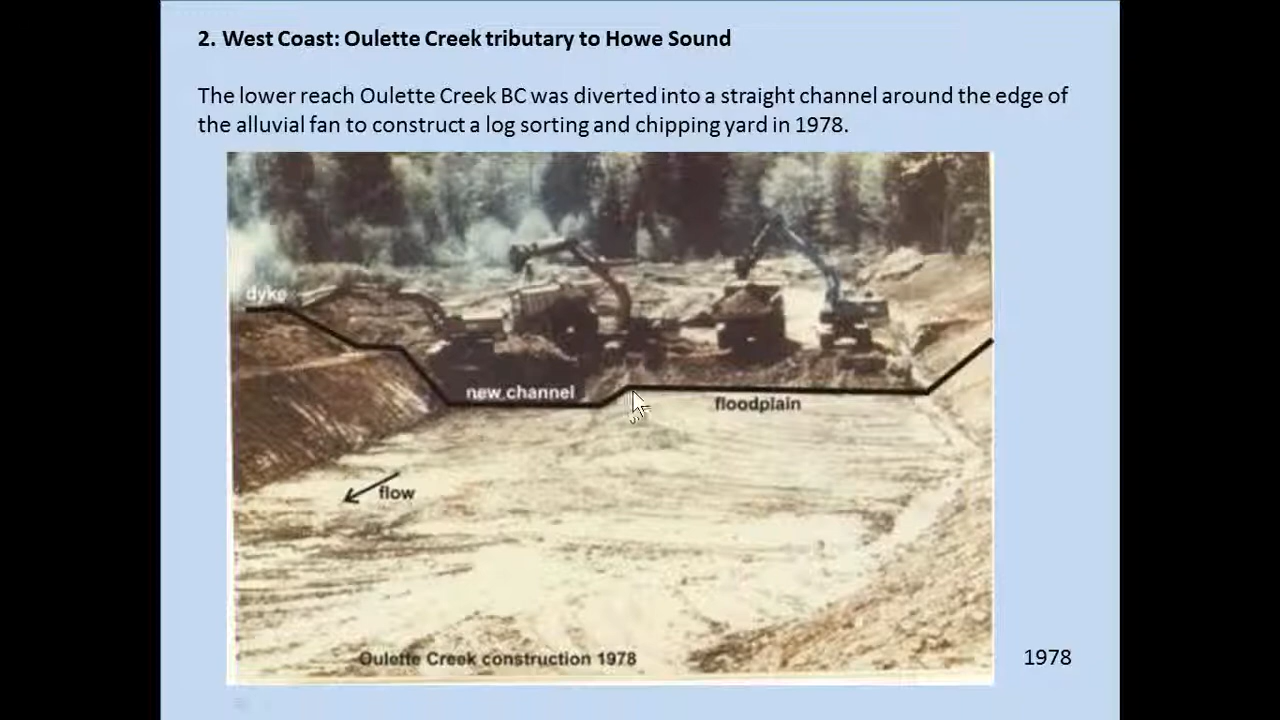 2. West Coast: Oulette Creek tributary to Howe Sound
The lower reach Oulette Creek BC was diverted into a straight channel around the edge of
the alluvial fan to construct a log sorting and chipping yard in 1978.
dyke
new channel
floodplain
flow
Oulette Creek construction 1978
1978